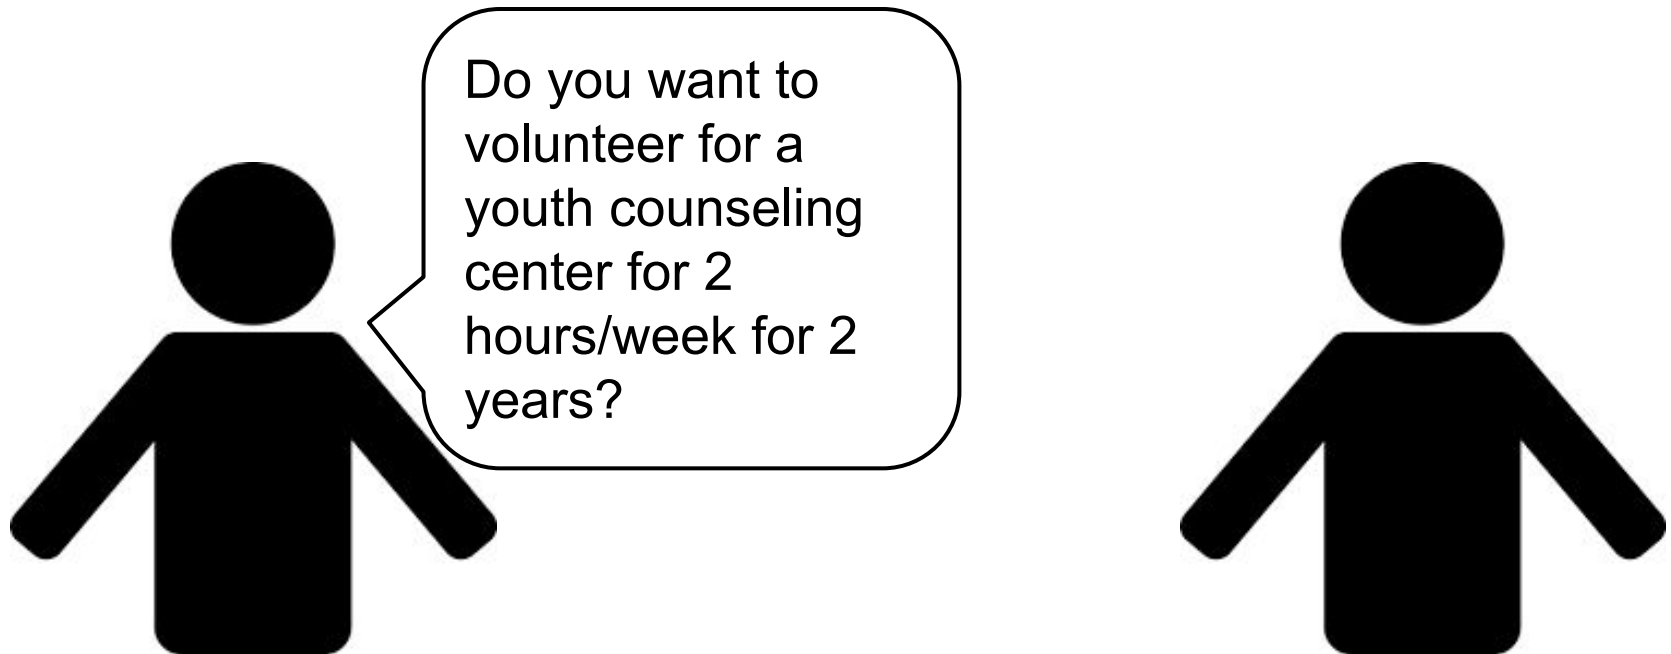 Do you want to
volunteer for a
youth counseling
center for 2
hours/week for 2
years?